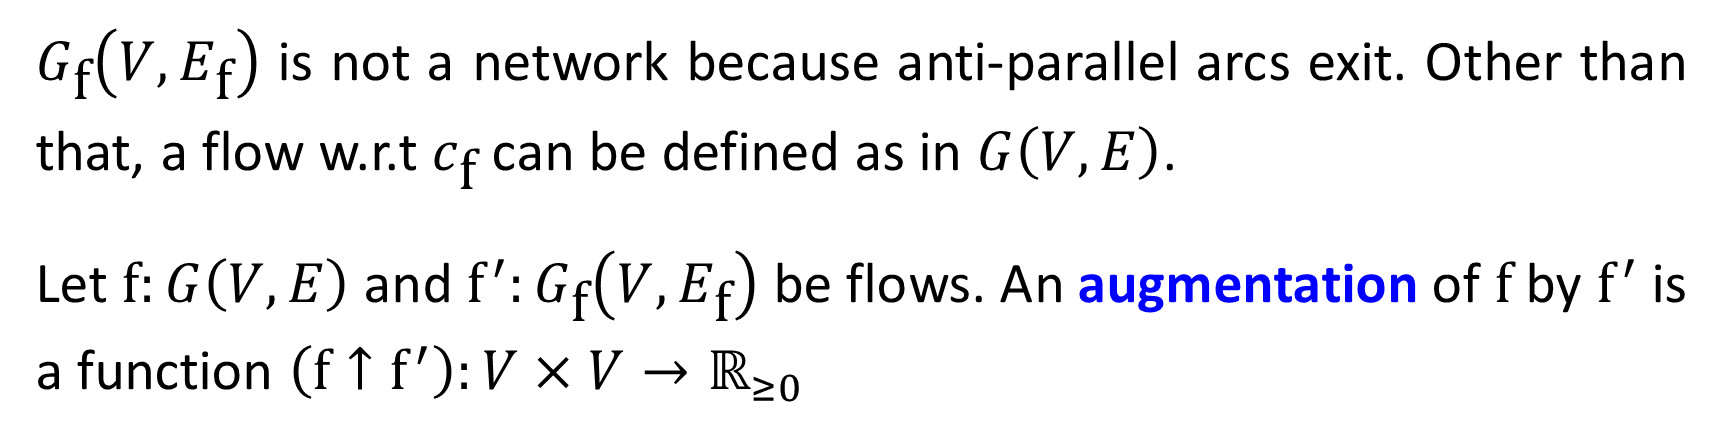 G_f(V, E_f) is not a network because anti-parallel arcs exit. Other than
that, a flow w.r.t c_f can be defined as in G(V, E).
Let f: G(V, E) and f′: G_f(V, E_f) be flows. An augmentation of f by f′ is
a function (f ↑ f′): V × V → ℝ_≥0